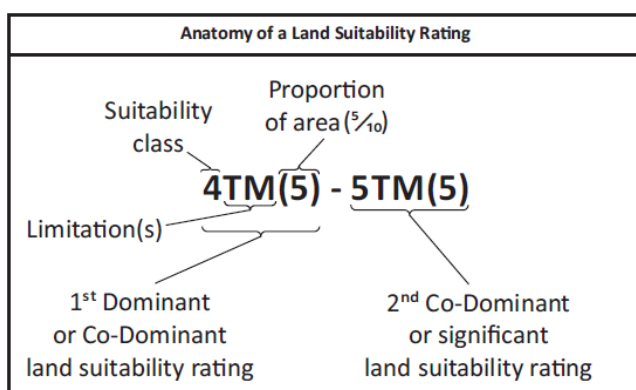 Anatomy of a Land Suitability Rating
Suitability
class
Proportion
of area (⁵⁄₁₀)
4TM(5) - 5TM(5)
Limitation(s)
1ˢᵗ Dominant
or Co-Dominant
land suitability rating
2ⁿᵈ Co-Dominant
or significant
land suitability rating